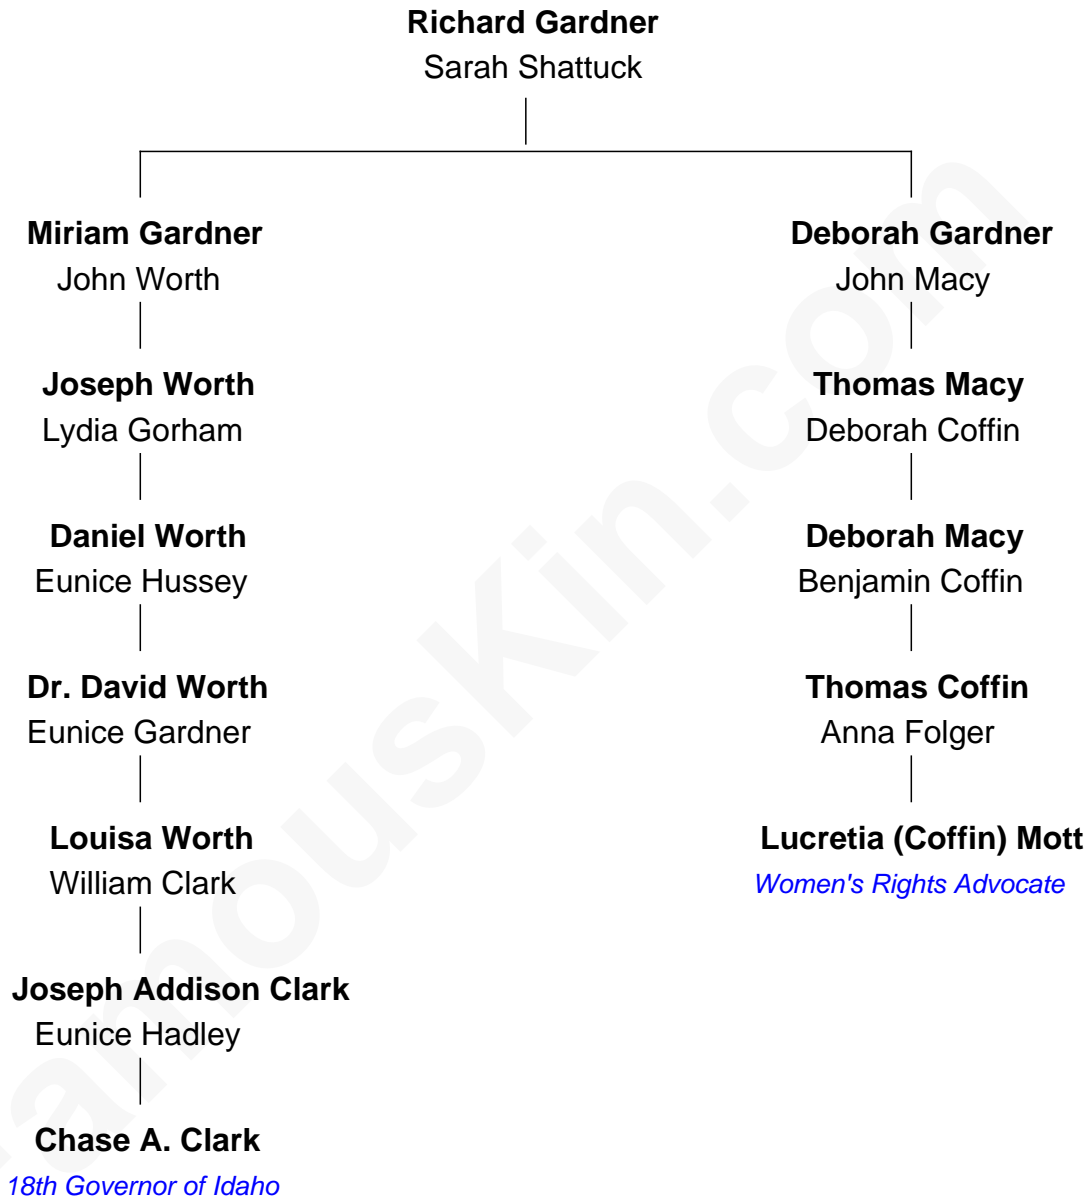 Richard Gardner
Sarah Shattuck
Miriam Gardner
John Worth
Deborah Gardner
John Macy
Joseph Worth
Lydia Gorham
Thomas Macy
Deborah Coffin
Daniel Worth
Eunice Hussey
Deborah Macy
Benjamin Coffin
Dr. David Worth
Eunice Gardner
Thomas Coffin
Anna Folger
Louisa Worth
William Clark
Lucretia (Coffin) Mott
Women's Rights Advocate
Joseph Addison Clark
Eunice Hadley
Chase A. Clark
18th Governor of Idaho
FamousKin.com